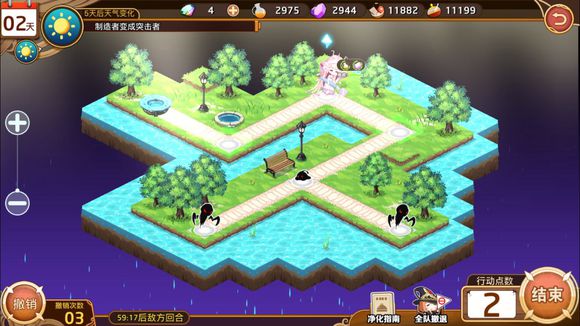 02天
5天后天气变化
制造者变成突击者
4
2975
2944
11882
11199
撤销
撤销次数
03
59:17后敌方回合
净化指南
全队撤退
行动点数
2
结束